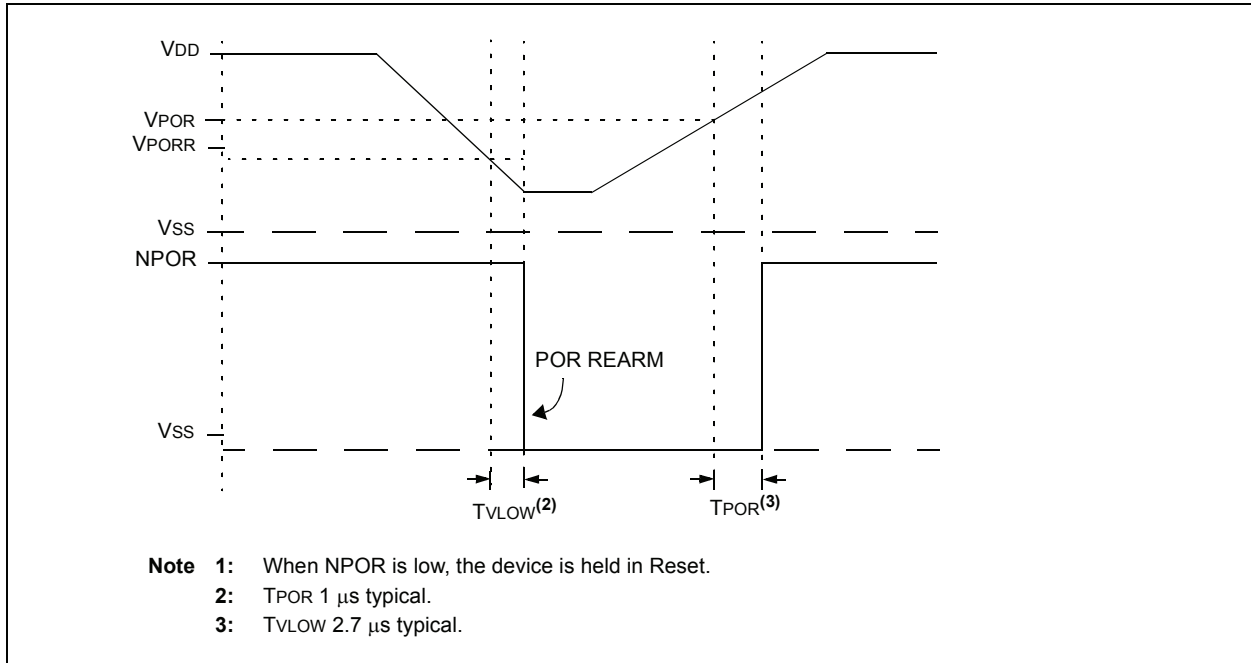 VDD
VPOR
VPORR
VSS
NPOR
POR REARM
VSS
TVLOW(2)
TPOR(3)
Note 1: When NPOR is low, the device is held in Reset.
2: TPOR 1 μs typical.
3: TVLOW 2.7 μs typical.